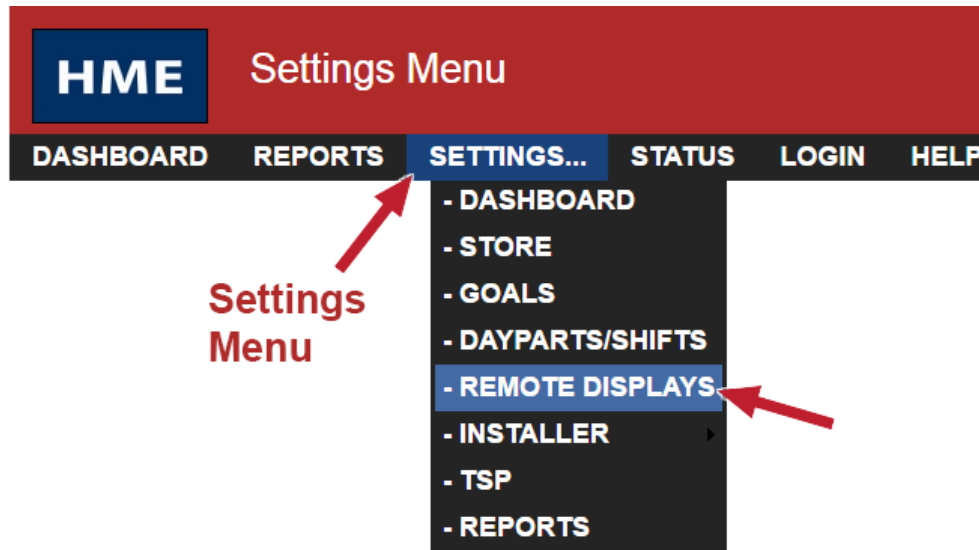 HME Settings Menu
DASHBOARD REPORTS SETTINGS... STATUS LOGIN HELP
- DASHBOARD
- STORE
- GOALS
- DAYPARTS/SHIFTS
- REMOTE DISPLAYS
- INSTALLER
- TSP
- REPORTS
Settings
Menu